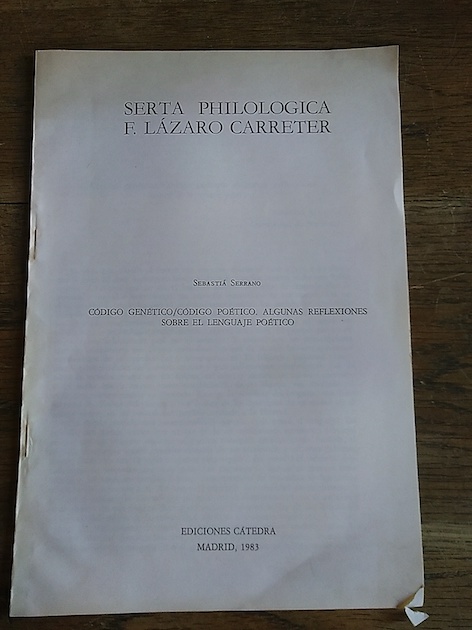 SERTA PHILOLOGICA
F. LÁZARO CARRETER
SEBASTIÁ SERRANO
CÓDIGO GENÉTICO/CÓDIGO POÉTICO. ALGUNAS REFLEXIONES
SOBRE EL LENGUAJE POÉTICO
EDICIONES CÁTEDRA
MADRID, 1983